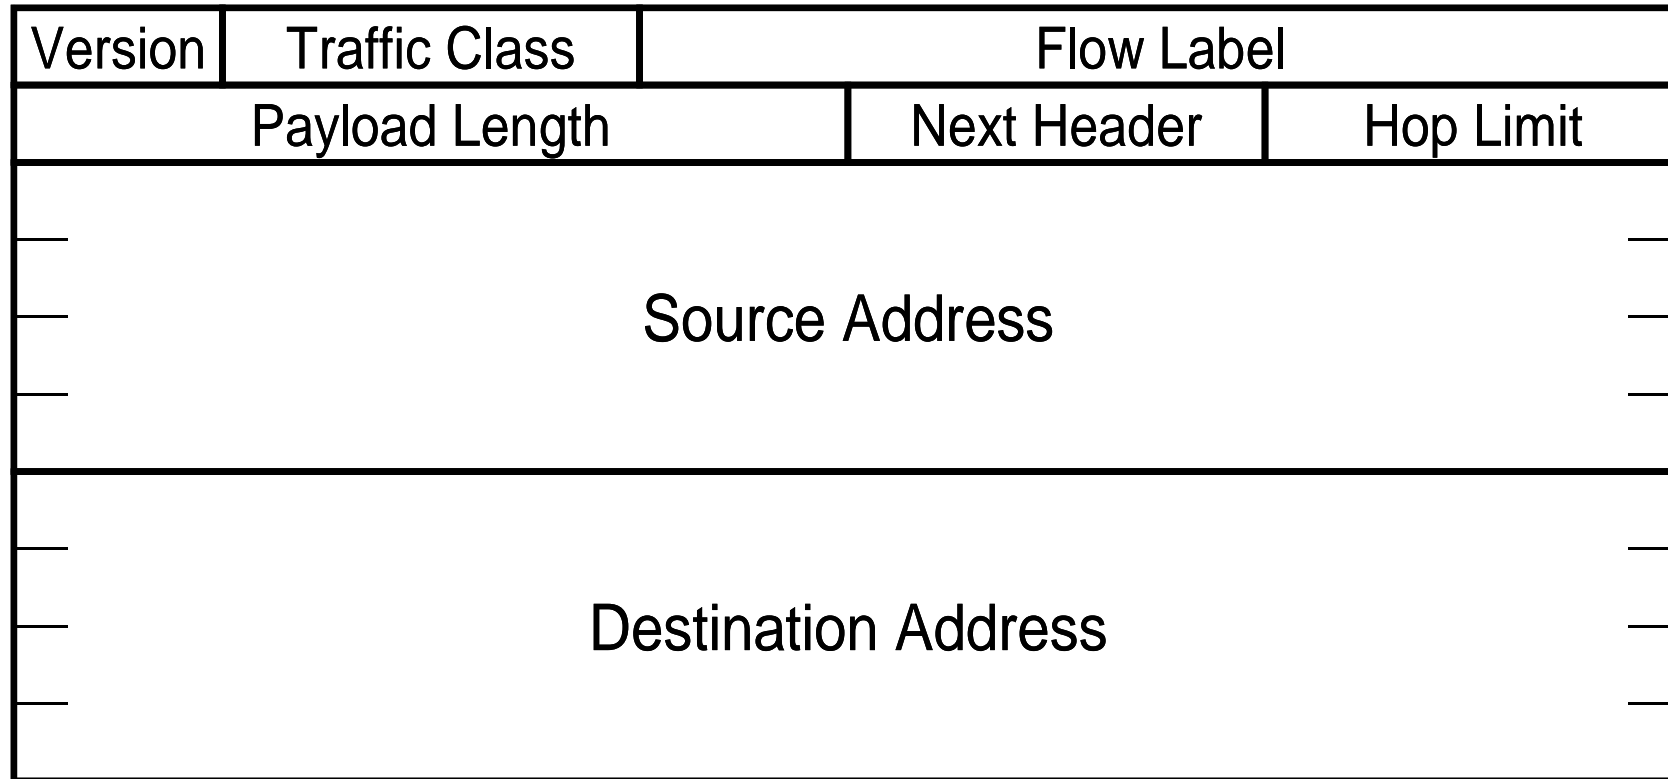 Version Traffic Class Flow Label
Payload Length Next Header Hop Limit
Source Address
Destination Address